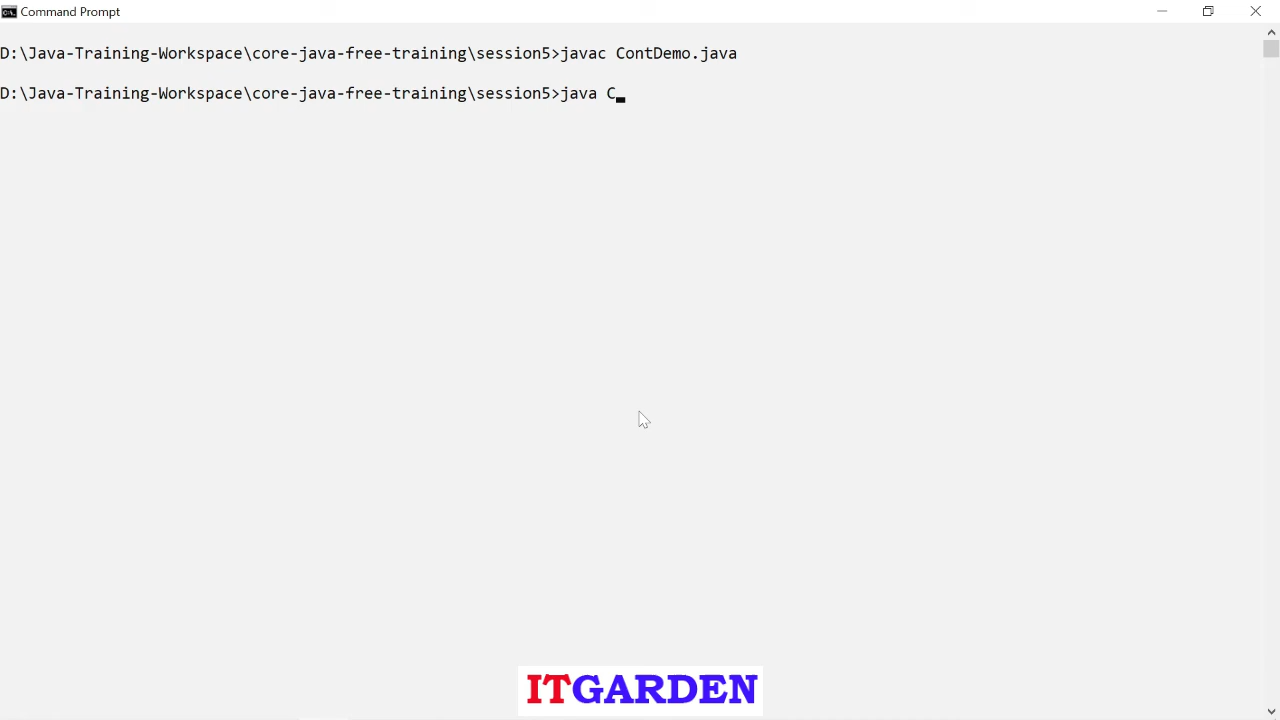 Command Prompt
D:\Java-Training-Workspace\core-java-free-training\session5>javac ContDemo.java
D:\Java-Training-Workspace\core-java-free-training\session5>java C
ITGARDEN